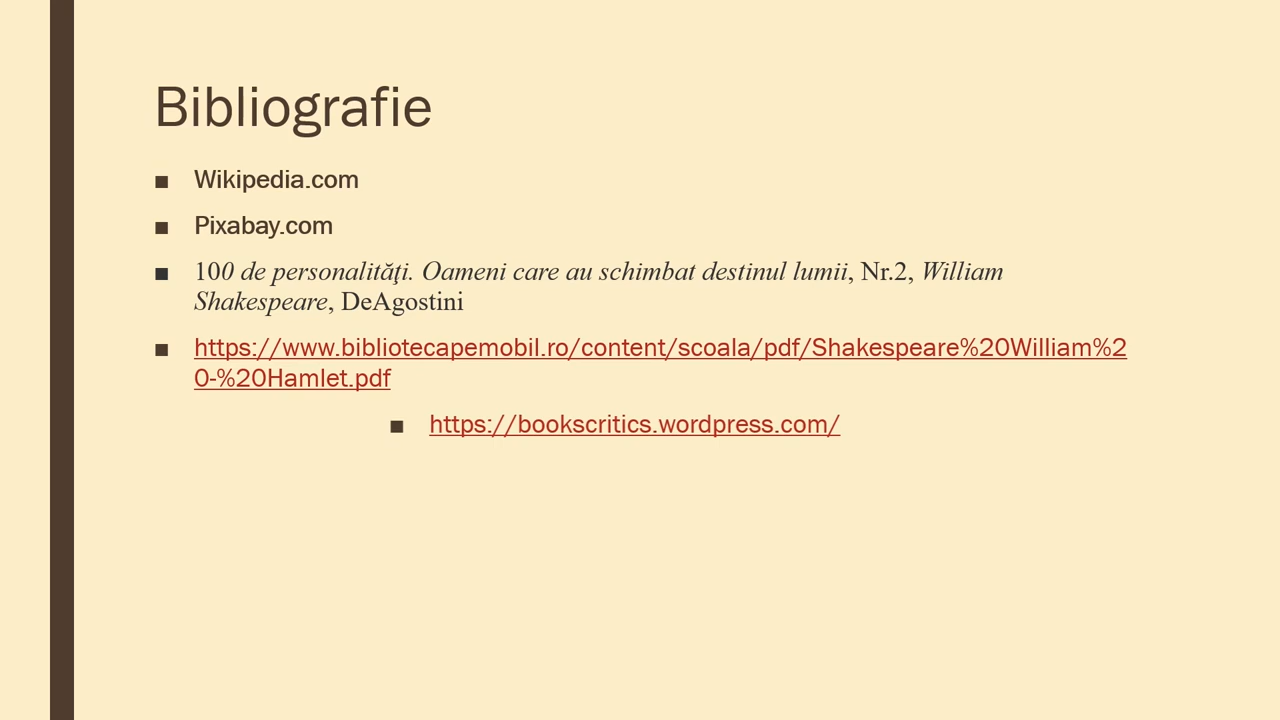 Bibliografie
■ Wikipedia.com
■ Pixabay.com
■ 100 de personalităţi. Oameni care au schimbat destinul lumii, Nr.2, William
Shakespeare, DeAgostini
■ https://www.bibliotecapemobil.ro/content/scoala/pdf/Shakespeare%20William%2
0-%20Hamlet.pdf
■ https://bookscritics.wordpress.com/